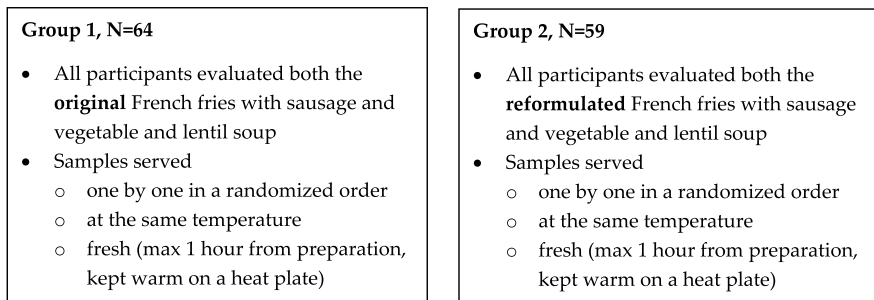 Group 1, N=64
• All participants evaluated both the
original French fries with sausage and
vegetable and lentil soup
• Samples served
o one by one in a randomized order
o at the same temperature
o fresh (max 1 hour from preparation,
kept warm on a heat plate)
Group 2, N=59
• All participants evaluated both the
reformulated French fries with sausage
and vegetable and lentil soup
• Samples served
o one by one in a randomized order
o at the same temperature
o fresh (max 1 hour from preparation,
kept warm on a heat plate)